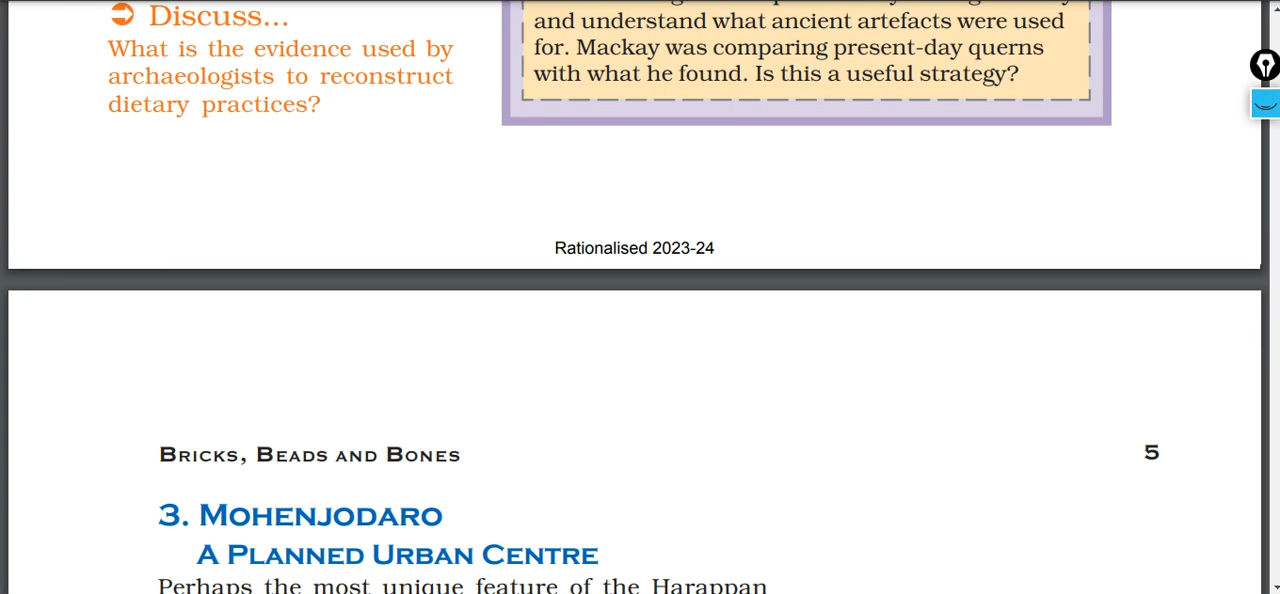 Discuss...
What is the evidence used by
archaeologists to reconstruct
dietary practices?
and understand what ancient artefacts were used
for. Mackay was comparing present-day querns
with what he found. Is this a useful strategy?
Rationalised 2023-24
BRICKS, BEADS AND BONES
5
3. MOHENJODARO
A PLANNED URBAN CENTRE
Perhaps the most unique feature of the Harappan